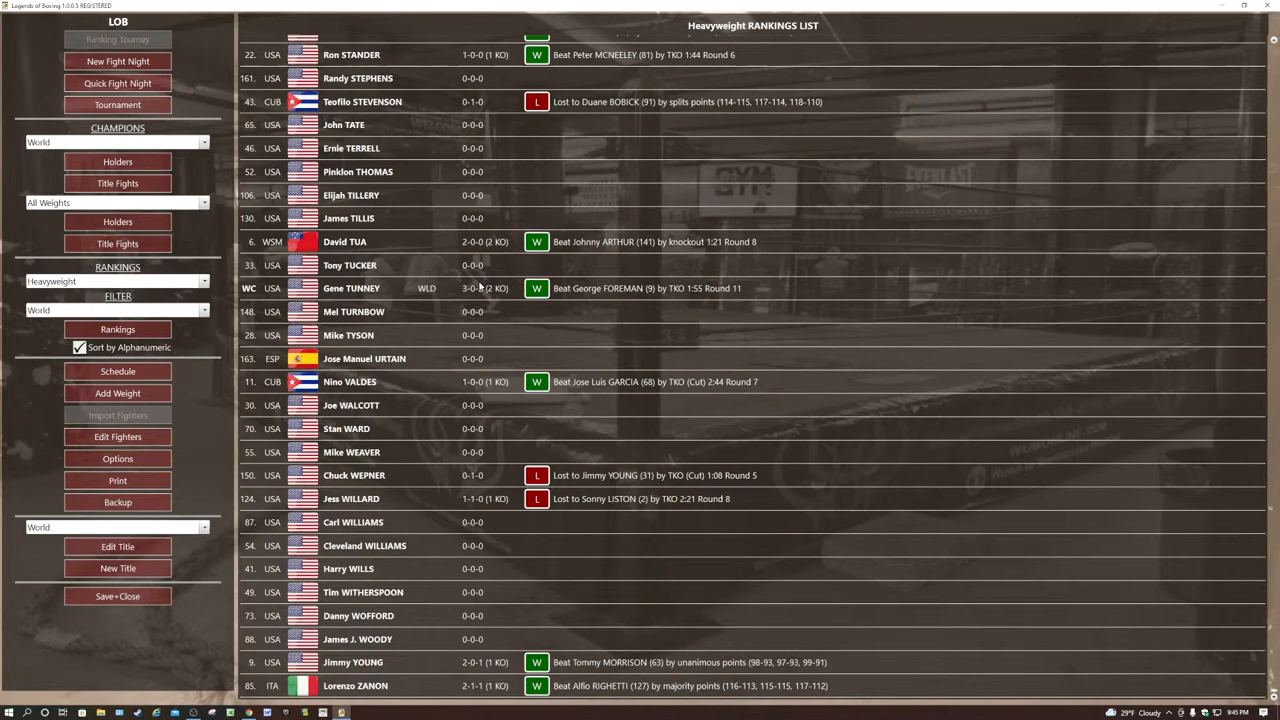 Legends of Boxing 1.0.0.5 REGISTERED
LOB
Ranking Tourney
New Fight Night
Quick Fight Night
Tournament
CHAMPIONS
World
Holders
Title Fights
All Weights
Holders
Title Fights
RANKINGS
Heavyweight
FILTER
World
Rankings
Sort by Alphanumeric
Schedule
Add Weight
Import Fighters
Edit Fighters
Options
Print
Backup
World
Edit Title
New Title
Save+Close
Heavyweight RANKINGS LIST
22. USA Ron STANDER 1-0-0 (1 KO) W Beat Peter MCNEELEY (81) by TKO 1:44 Round
161. USA Randy STEPHENS 0-0-0
43. CUB Teofilo STEVENSON 0-1-0 L Lost to Duane BOBICK by splits points (114-115, 117-114, 118-110)
65. USA John TATE 0-0-0
46. USA Ernie TERRELL 0-0-0
52. USA Pinklon THOMAS 0-0-0
106. USA Elijah TILLERY 0-0-0
130. USA James TILLIS 0-0-0
6. WSM David TUA 2-0-0 (2 KO) W Beat Johnny ARTHUR (141) by knockout 1:21 Round 8
33. USA Tony TUCKER 0-0-0
WC USA Gene TUNNEY WLD (2 KO) W Beat George FOREMAN (9) by TKO 1:55 Round 11
148. USA Mel TURNBOW 0-0-0
28. USA Mike TYSON 0-0-0
163. ESP Jose Manuel URTAIN 0-0-0
11. CUB Nino VALDES 1-0-0 (1 KO) W Beat Jose Luis GARCIA (68) by TKO (Cut) 2:44 Round 7
30. USA Joe WALCOTT 0-0-0
70. USA Stan WARD 0-0-0
55. USA Mike WEAVER 0-0-0
150. USA Chuck WEPNER 0-1-0 L Lost to Jimmy YOUNG (31) by TKO (Cut) 1:08 Round 5
124. USA Jess WILLARD 1-1-0 (1 KO) L Lost to Sonny LISTON (2) by TKO 2:21 Round 8
87. USA Carl WILLIAMS 0-0-0
54. USA Cleveland WILLIAMS 0-0-0
41. USA Harry WILLS 0-0-0
49. USA Tim WITHERSPOON 0-0-0
73. USA Danny WOFFORD 0-0-0
88. USA James J. WOODY 0-0-0
9. USA Jimmy YOUNG 2-0-1 (1 KO) W Beat Tommy MORRISON (63) by unanimous points (98-93, 97-93, 99-91)
85. ITA Lorenzo ZANON 2-1-1 (1 KO) W Beat Alfio RIGHETTI (127) by majority points (115-113, 115-115, 117-112)
29°F Cloudy
9:45 PM